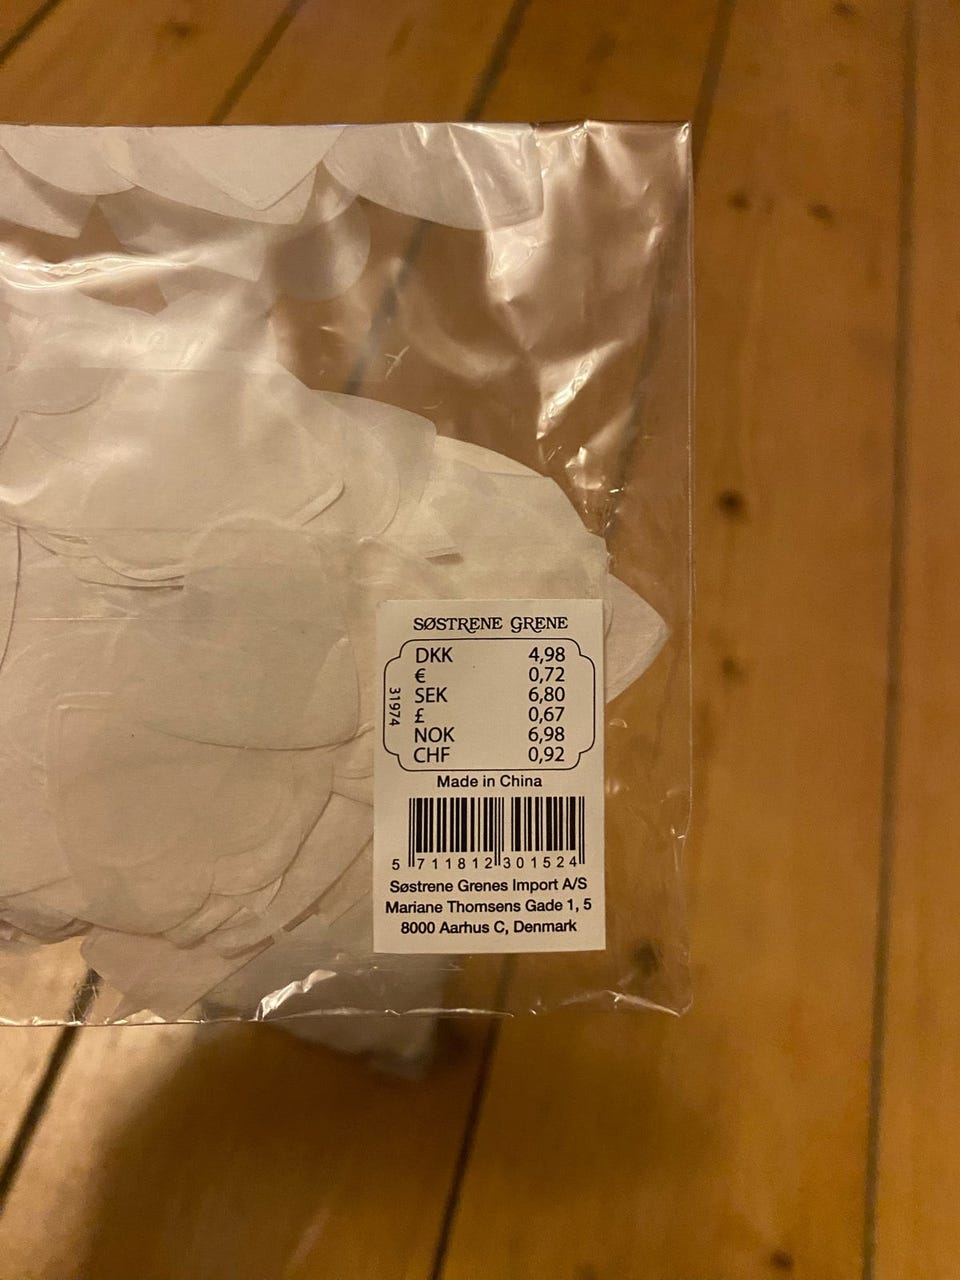 SØSTRENE GRENE
DKK 4,98
€ 0,72
SEK 6,80
£ 0,67
NOK 6,98
CHF 0,92
31974
Made in China
5 711812 301524
Søstrene Grenes Import A/S
Mariane Thomsens Gade 1, 5
8000 Aarhus C, Denmark